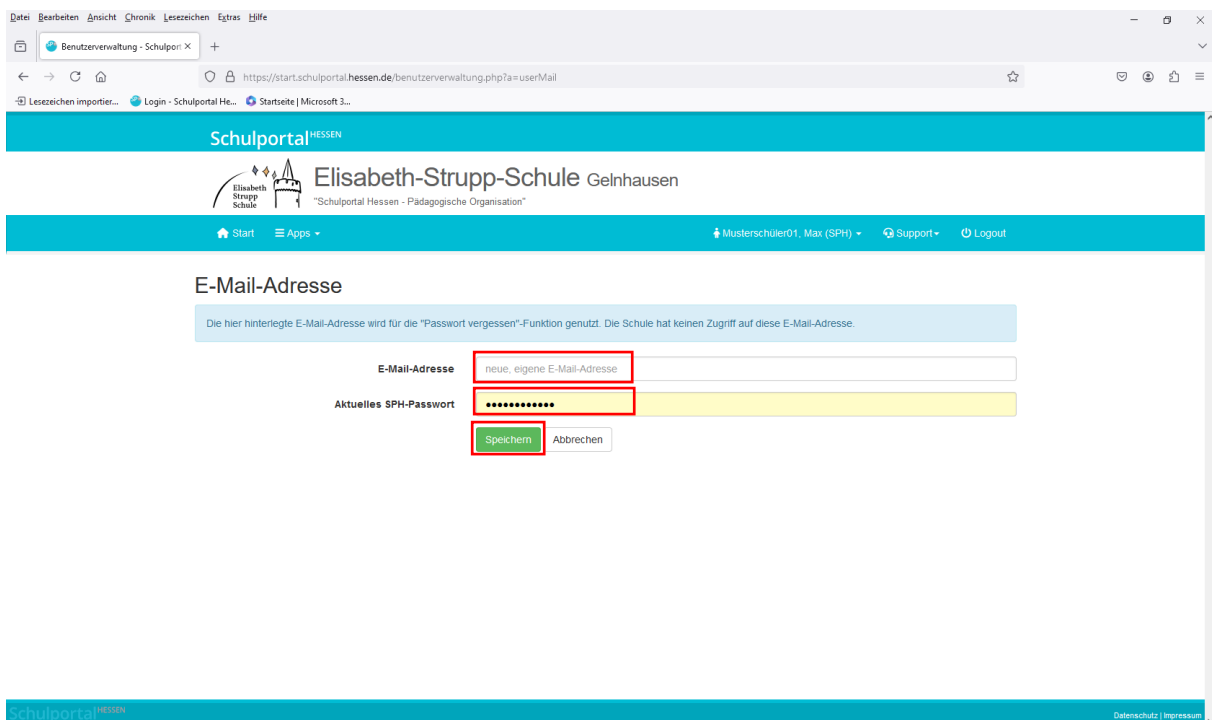 Datei Bearbeiten Ansicht Chronik Lesezeichen Extras Hilfe
Benutzerverwaltung - Schulport
https://start.schulportal.hessen.de/benutzerverwaltung.php?a=userMail
Lesezeichen importier... Login - Schulportal He... Startseite | Microsoft 3...
Schulportal HESSEN
Elisabeth
Strupp
Schule
Elisabeth-Strupp-Schule Gelnhausen
"Schulportal Hessen - Pädagogische Organisation"
Start Apps Musterschüler01, Max (SPH) Support Logout
E-Mail-Adresse
Die hier hinterlegte E-Mail-Adresse wird für die "Passwort vergessen"-Funktion genutzt. Die Schule hat keinen Zugriff auf diese E-Mail-Adresse.
E-Mail-Adresse neue, eigene E-Mail-Adresse
Aktuelles SPH-Passwort ●●●●●●●●●●●●
Speichern Abbrechen
Schulportal HESSEN
Datenschutz | Impressum